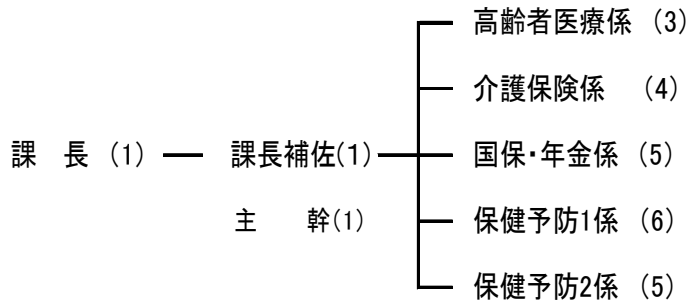 高齢者医療係 (3)
介護保険係 (4)
課 長 (1) 課長補佐(1) 国保・年金係 (5)
主 幹(1) 保健予防1係 (6)
保健予防2係 (5)